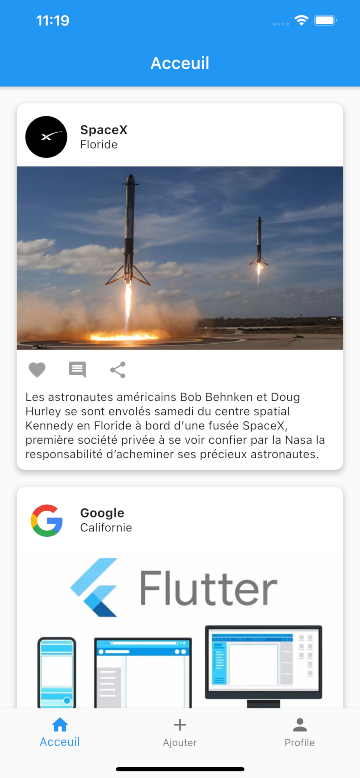 11:19
Acceuil
SpaceX
Floride
Les astronautes américains Bob Behnken et Doug
Hurley se sont envolés samedi du centre spatial
Kennedy en Floride à bord d’une fusée SpaceX,
première société privée à se voir confier par la Nasa la
responsabilité d’acheminer ses précieux astronautes.
Google
Californie
Flutter
Acceuil
Ajouter
Profile